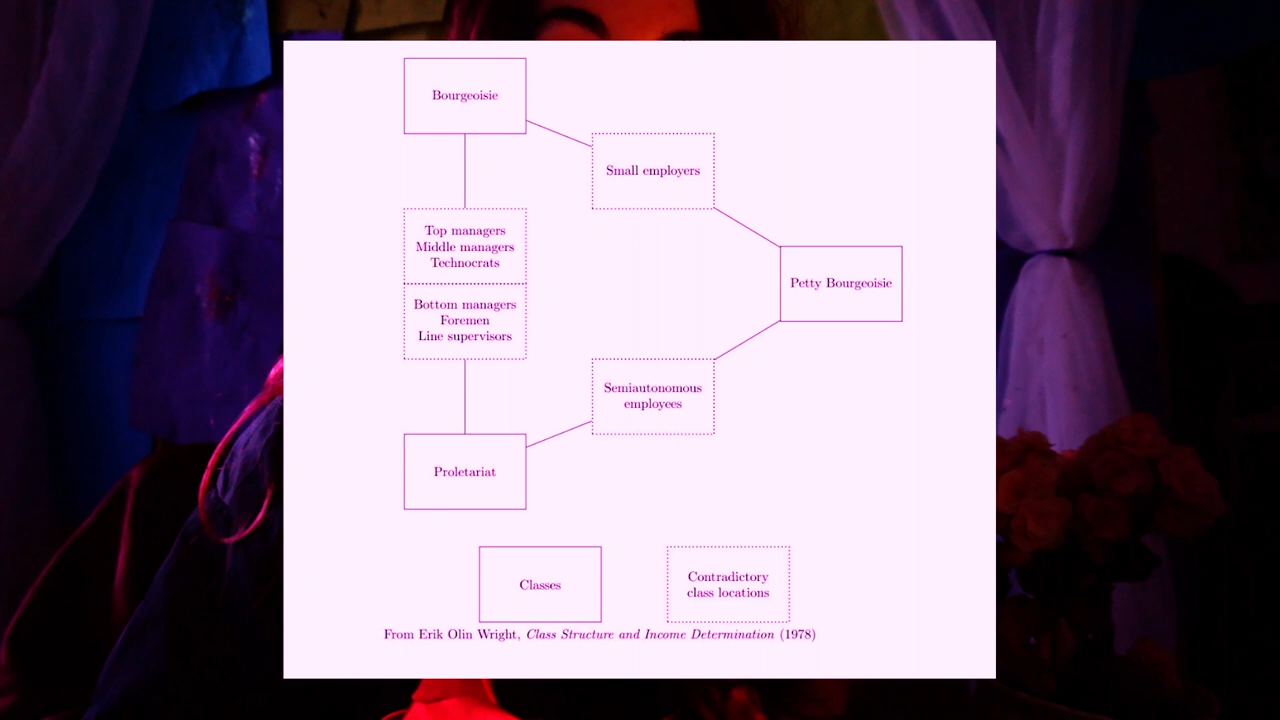 Bourgeoisie
Small employers
Top managers
Middle managers
Technocrats
Petty Bourgeoisie
Bottom managers
Foremen
Line supervisors
Semiautonomous
employees
Proletariat
Classes
Contradictory
class locations
From Erik Olin Wright, Class Structure and Income Determination (1978)